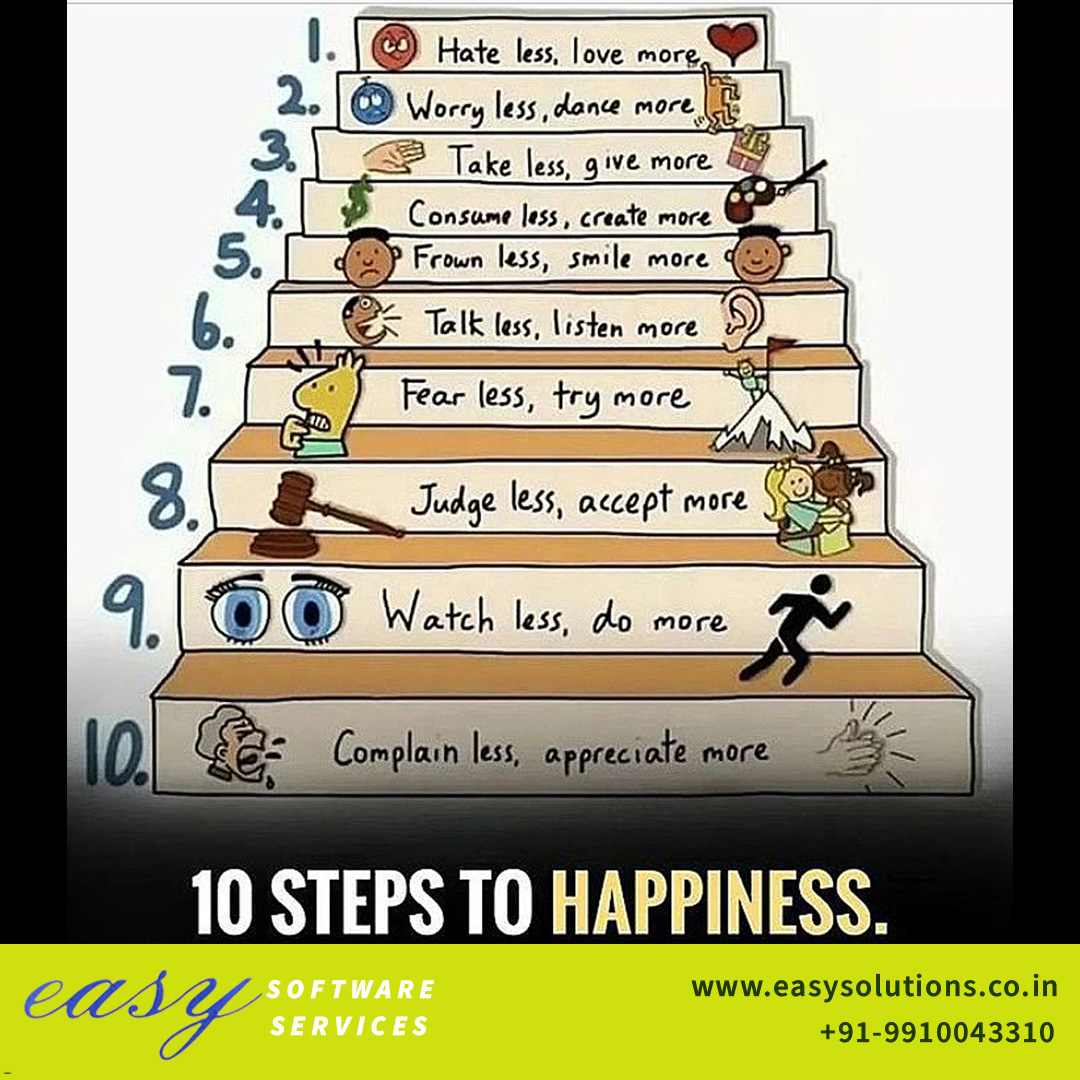 1. Hate less, love more
2. Worry less, dance more
3. Take less, give more
4. $ Consume less, create more
5. Frown less, smile more
6. Talk less, listen more
7. Fear less, try more
8. Judge less, accept more
9. Watch less, do more
10. Complain less, appreciate more
10 STEPS TO HAPPINESS.
easy SOFTWARE
SERVICES
www.easysolutions.co.in
+91-9910043310